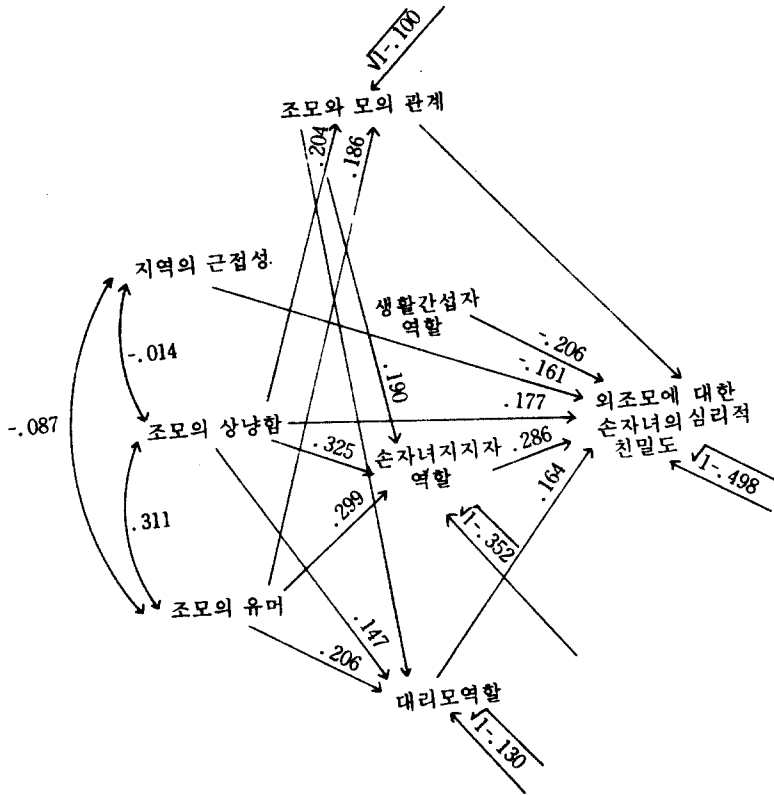 √1-.100
조모와 모의 관계
.204
.186
지역의 근접성
생활간섭자
역할
-.206
-.161
-.014
.190
외조모에 대한
손자녀의 심리적
친밀도
.177
-.087
조모의 상냥함
.325
손자녀지지자
역할
.286
.164
√1-.498
.299
√1-.352
.311
조모의 유머
.147
.206
대리모역할
√1-.130